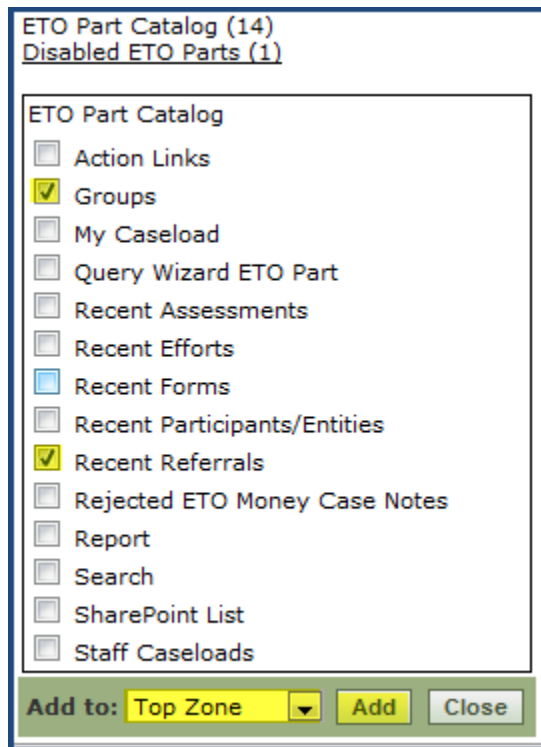 ETO Part Catalog (14)
Disabled ETO Parts (1)
ETO Part Catalog
Action Links
Groups
My Caseload
Query Wizard ETO Part
Recent Assessments
Recent Efforts
Recent Forms
Recent Participants/Entities
Recent Referrals
Rejected ETO Money Case Notes
Report
Search
SharePoint List
Staff Caseloads
Add to: Top Zone Add Close